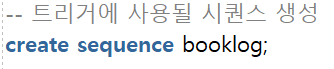 -- 트리거에 사용될 시퀀스 생성
create sequence booklog;